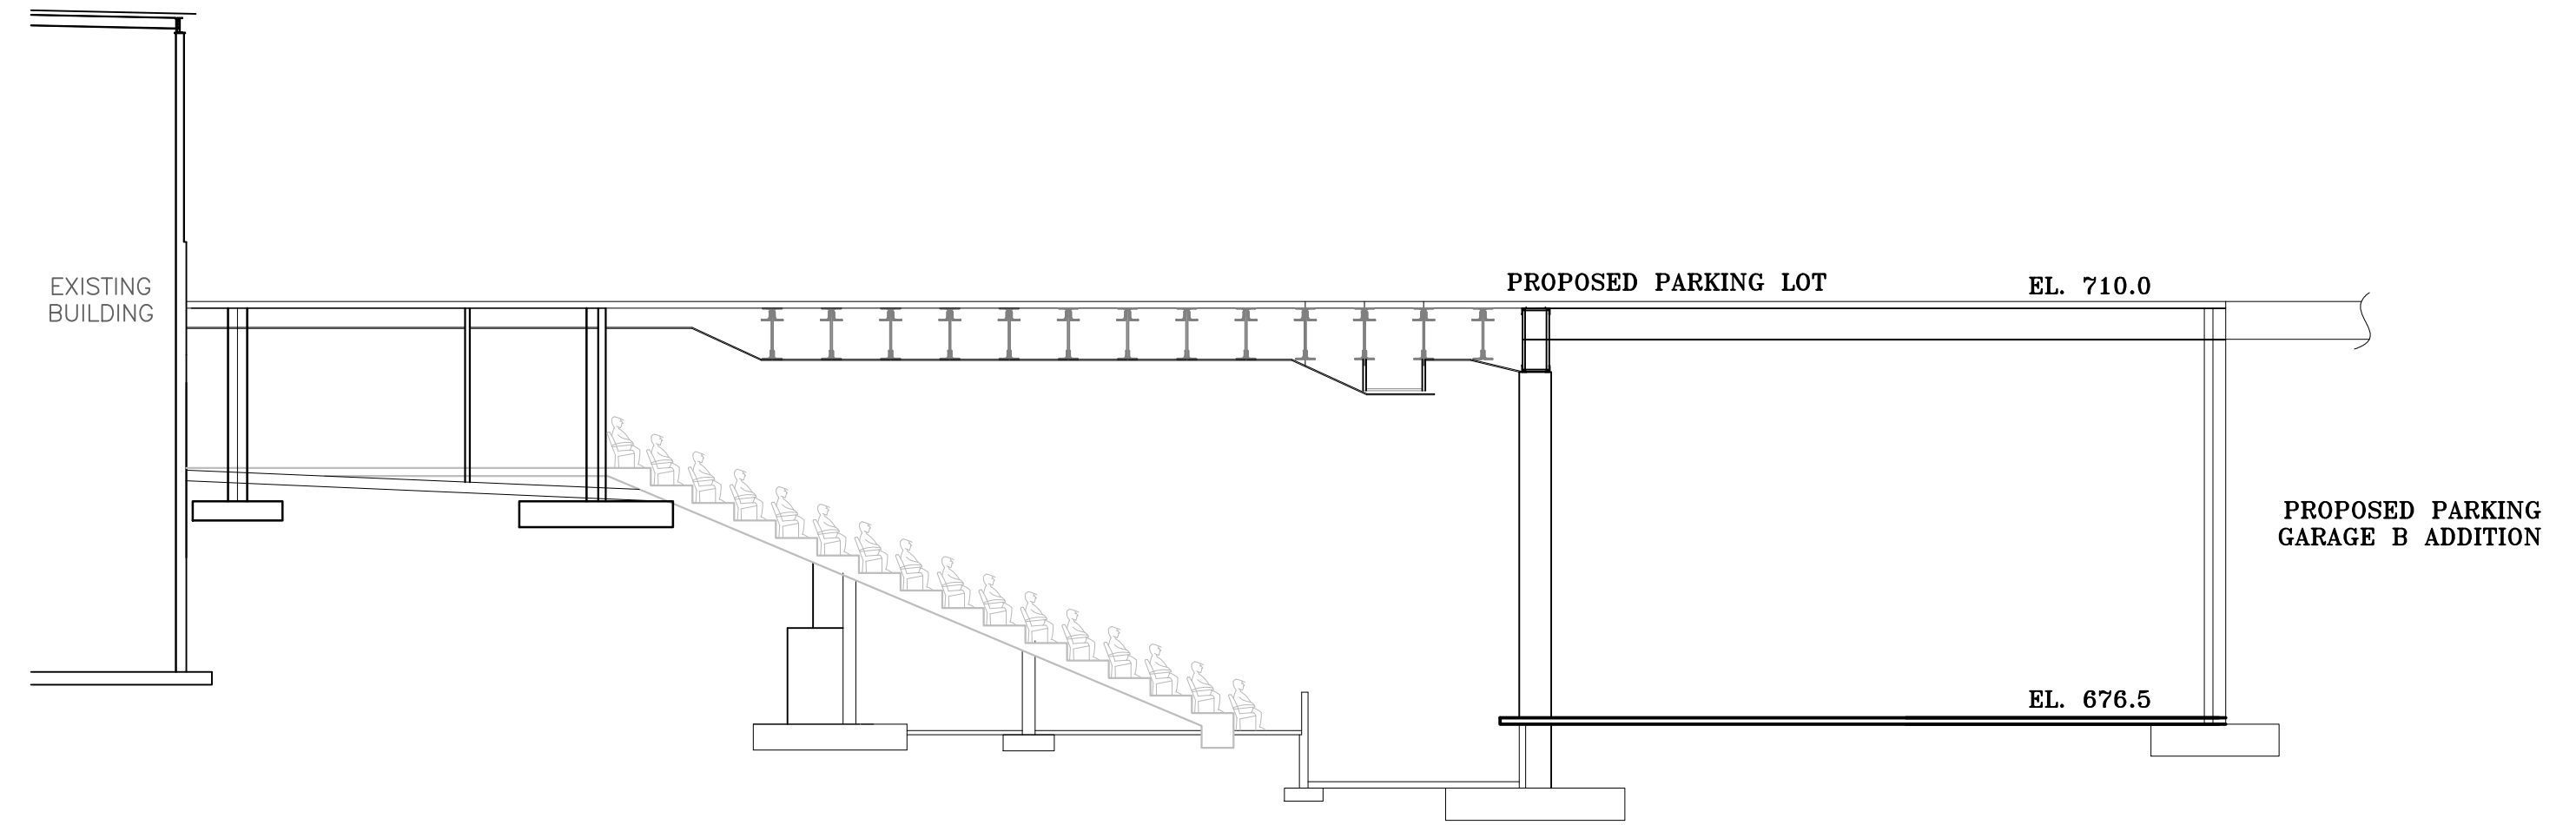 PROPOSED PARKING LOT
EL. 710.0
EXISTING
BUILDING
PROPOSED PARKING
GARAGE B ADDITION
EL. 676.5